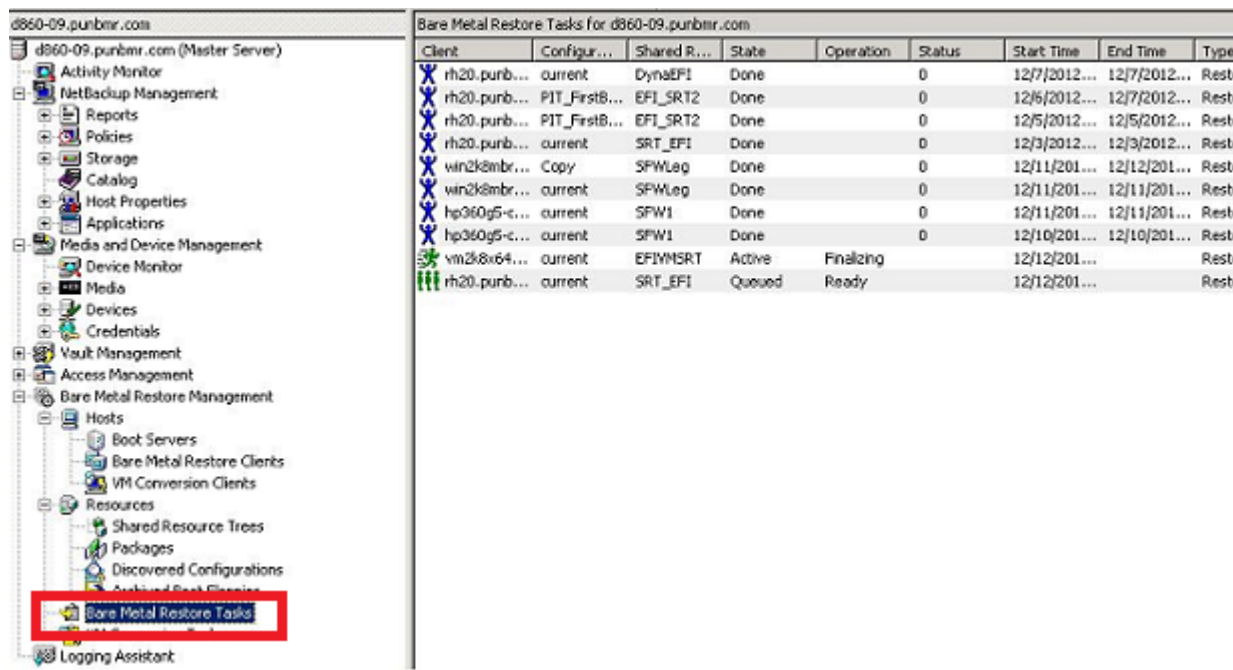 d860-09.punbmr.com
d860-09.punbmr.com (Master Server)
Activity Monitor
NetBackup Management
Reports
Policies
Storage
Catalog
Host Properties
Applications
Media and Device Management
Device Monitor
Media
Devices
Credentials
Vault Management
Access Management
Bare Metal Restore Management
Hosts
Boot Servers
Bare Metal Restore Clients
VM Conversion Clients
Resources
Shared Resource Trees
Packages
Discovered Configurations
Bare Metal Restore Tasks
Logging Assistant
Bare Metal Restore Tasks for d860-09.punbmr.com
Client Configur... Shared R... State Operation Status Start Time End Time Type
rh20.punb... current DynaEFI Done 0 12/7/2012... 12/7/2012... Rest
rh20.punb... PIT_FirstB... EFI_SRT2 Done 0 12/6/2012... 12/7/2012... Rest
rh20.punb... PIT_FirstB... EFI_SRT2 Done 0 12/5/2012... 12/5/2012... Rest
rh20.punb... current SRT_EFI Done 0 12/3/2012... 12/3/2012... Rest
win2k8mbr... Copy SFWLeg Done 0 12/11/201... 12/12/201... Rest
win2k8mbr... current SFWLeg Done 0 12/11/201... 12/11/201... Rest
hp360g5-c... current SFW1 Done 0 12/11/201... 12/11/201... Rest
hp360g5-c... current SFW1 Done 0 12/10/201... 12/10/201... Rest
vm2k8x64... current EFIVMSRT Active Finalizing 12/12/201... Rest
rh20.punb... current SRT_EFI Queued Ready 12/12/201... Rest